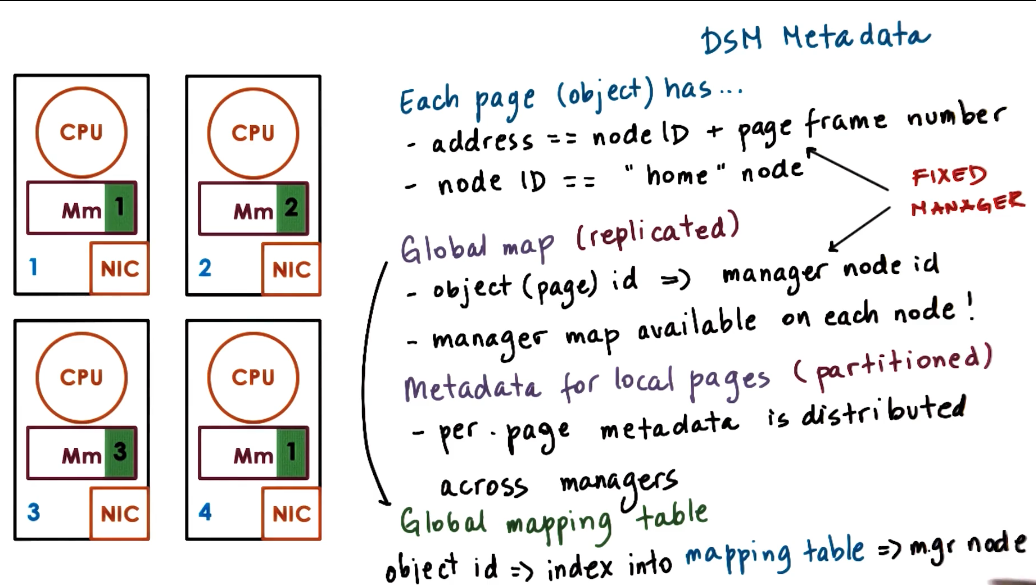 DSM Metadata
CPU
Mm 1
1 NIC
CPU
Mm 2
2 NIC
CPU
Mm 3
3 NIC
CPU
Mm 1
4 NIC
Each page (object) has...
- address == node ID + page frame number
- node ID == "home" node
FIXED
MANAGER
Global map (replicated)
- object (page) id => manager node id
- manager map available on each node!
Metadata for local pages (partitioned)
- per-page metadata is distributed
across managers
Global mapping table
object id => index into mapping table => mgr node